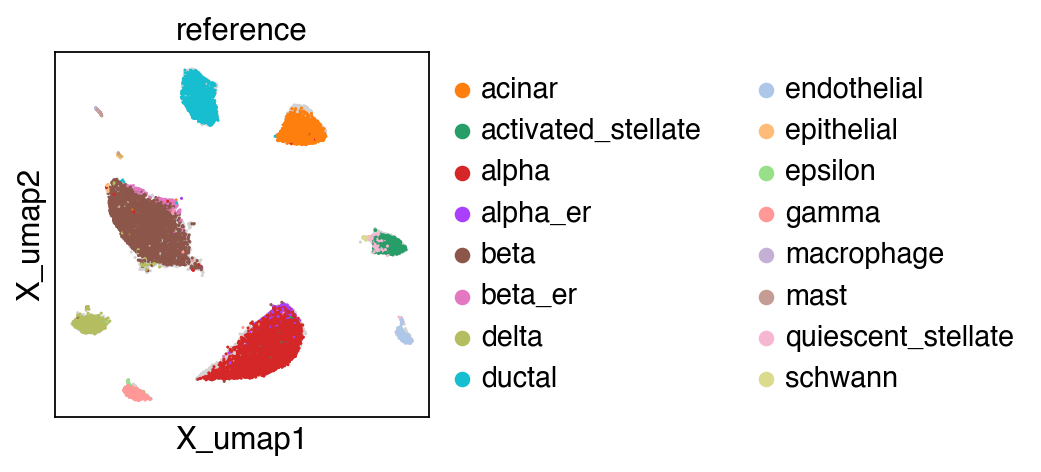 reference
X_umap2
X_umap1
acinar
activated_stellate
alpha
alpha_er
beta
beta_er
delta
ductal
endothelial
epithelial
epsilon
gamma
macrophage
mast
quiescent_stellate
schwann